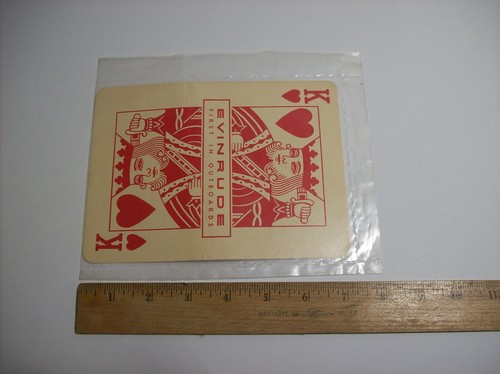 K
EVINRUDE
FIRST IN OUTBOARDS
K
1 2 3 4 5 6 7 8 9 10 11